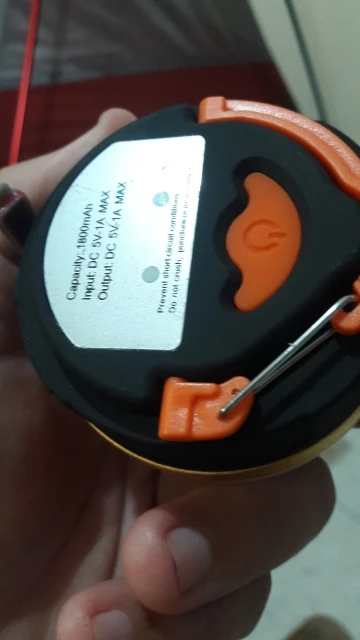 Capacity:1800mAh
Input: DC 5V-1A MAX
Output: DC 5V-1A MAX
Prevent short circuit conditions
Do not crush,